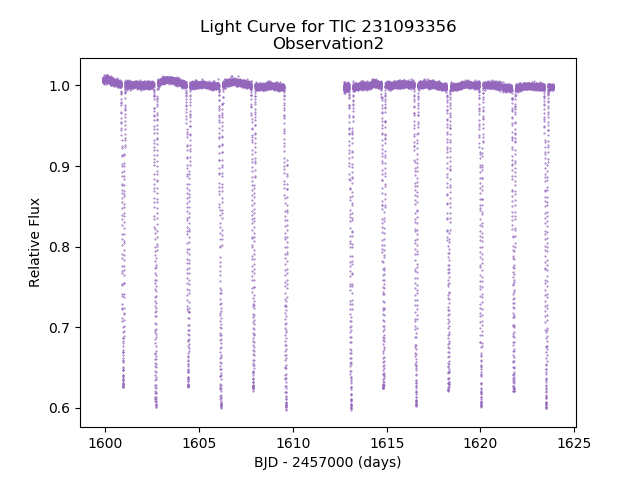 Light Curve for TIC 231093356
Observation2
1.0
0.9
0.8
0.7
0.6
Relative Flux
1600
1605
1610
1615
1620
1625
BJD - 2457000 (days)